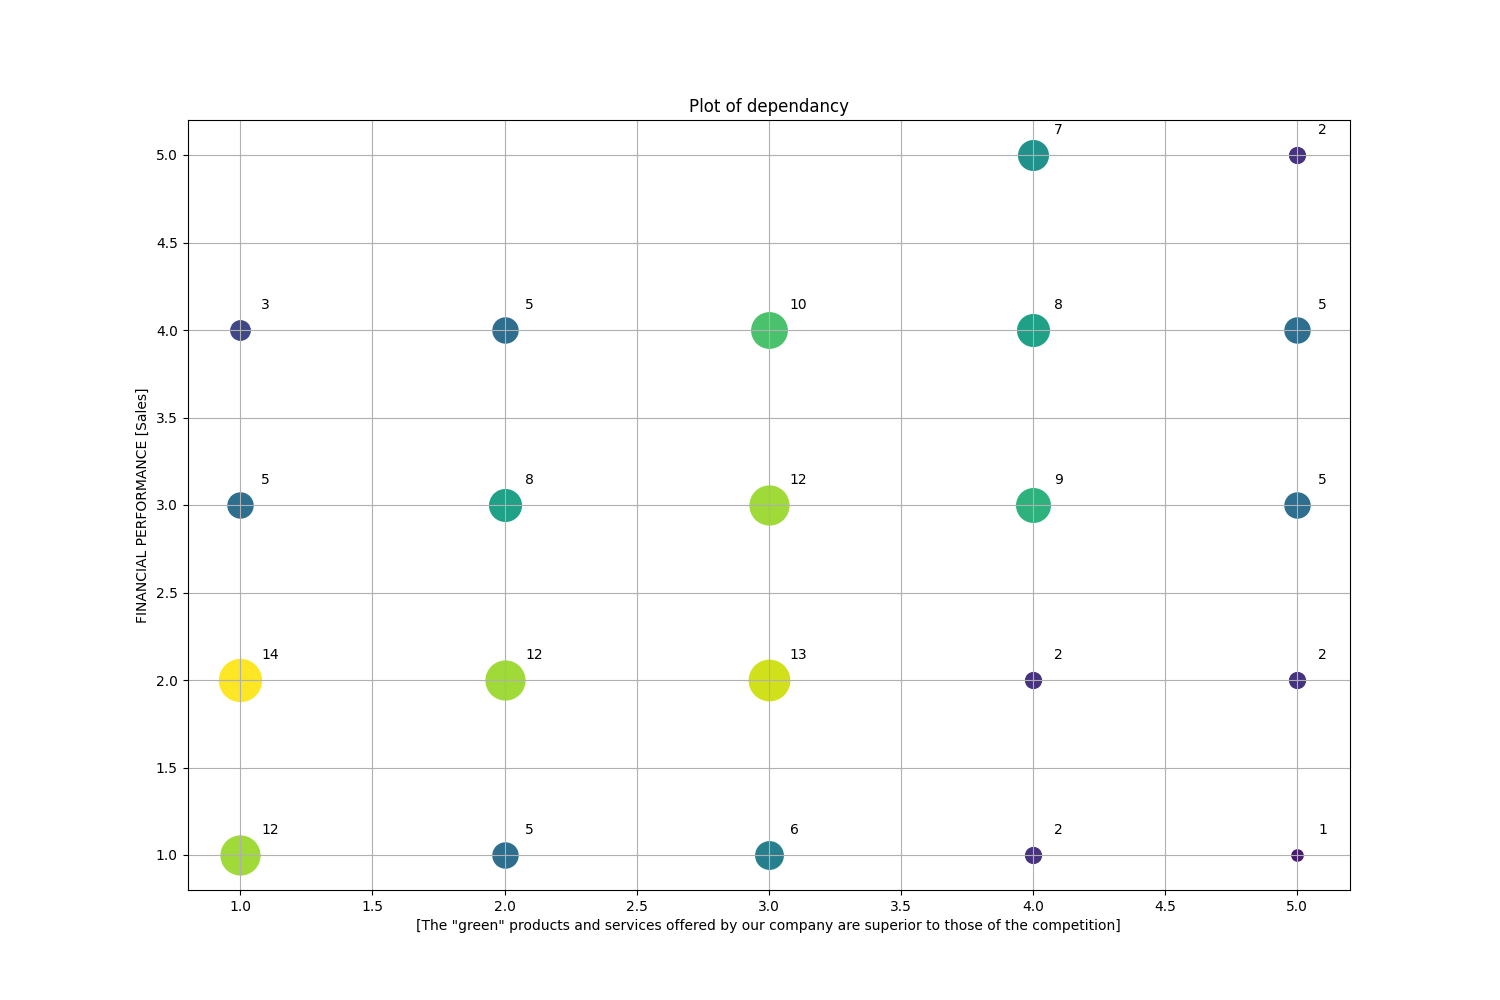 Plot of dependancy
7 2
5.0
4.5
3 5 10 8 5
4.0
FINANCIAL PERFORMANCE [Sales]
3.5
5 8 12 9 5
3.0
2.5
14 12 13 2 2
2.0
1.5
12 5 6 2 1
1.0
1.0 1.5 2.0 2.5 3.0 3.5 4.0 4.5 5.0
[The "green" products and services offered by our company are superior to those of the competition]